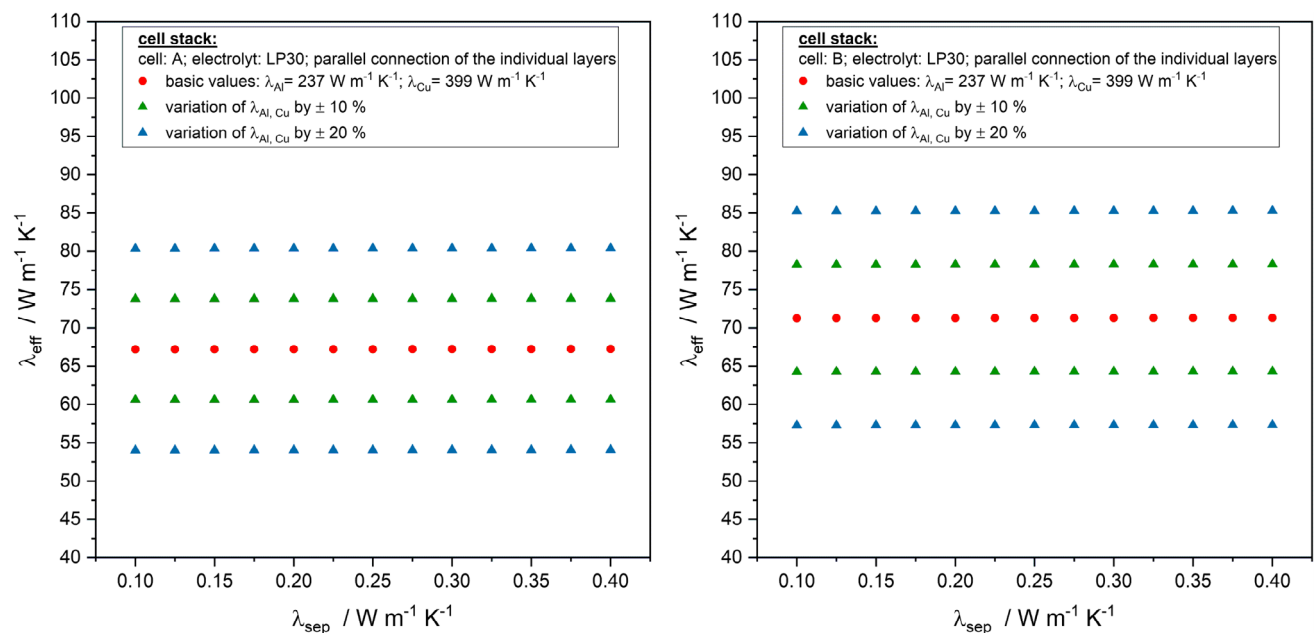 cell stack:
cell: A; electrolyt: LP30; parallel connection of the individual layers
basic values: λAl= 237 W m-1 K-1; λCu= 399 W m-1 K-1
variation of λAl, Cu by ± 10 %
variation of λAl, Cu by ± 20 %
110
105
100
95
90
85
80
75
70
65
60
55
50
45
40
λeff / W m-1 K-1
0.10 0.15 0.20 0.25 0.30 0.35 0.40
λsep / W m-1 K-1
cell stack:
cell: B; electrolyt: LP30; parallel connection of the individual layers
basic values: λAl= 237 W m-1 K-1; λCu= 399 W m-1 K-1
variation of λAl, Cu by ± 10 %
variation of λAl, Cu by ± 20 %
110
105
100
95
90
85
80
75
70
65
60
55
50
45
40
λeff / W m-1 K-1
0.10 0.15 0.20 0.25 0.30 0.35 0.40
λsep / W m-1 K-1